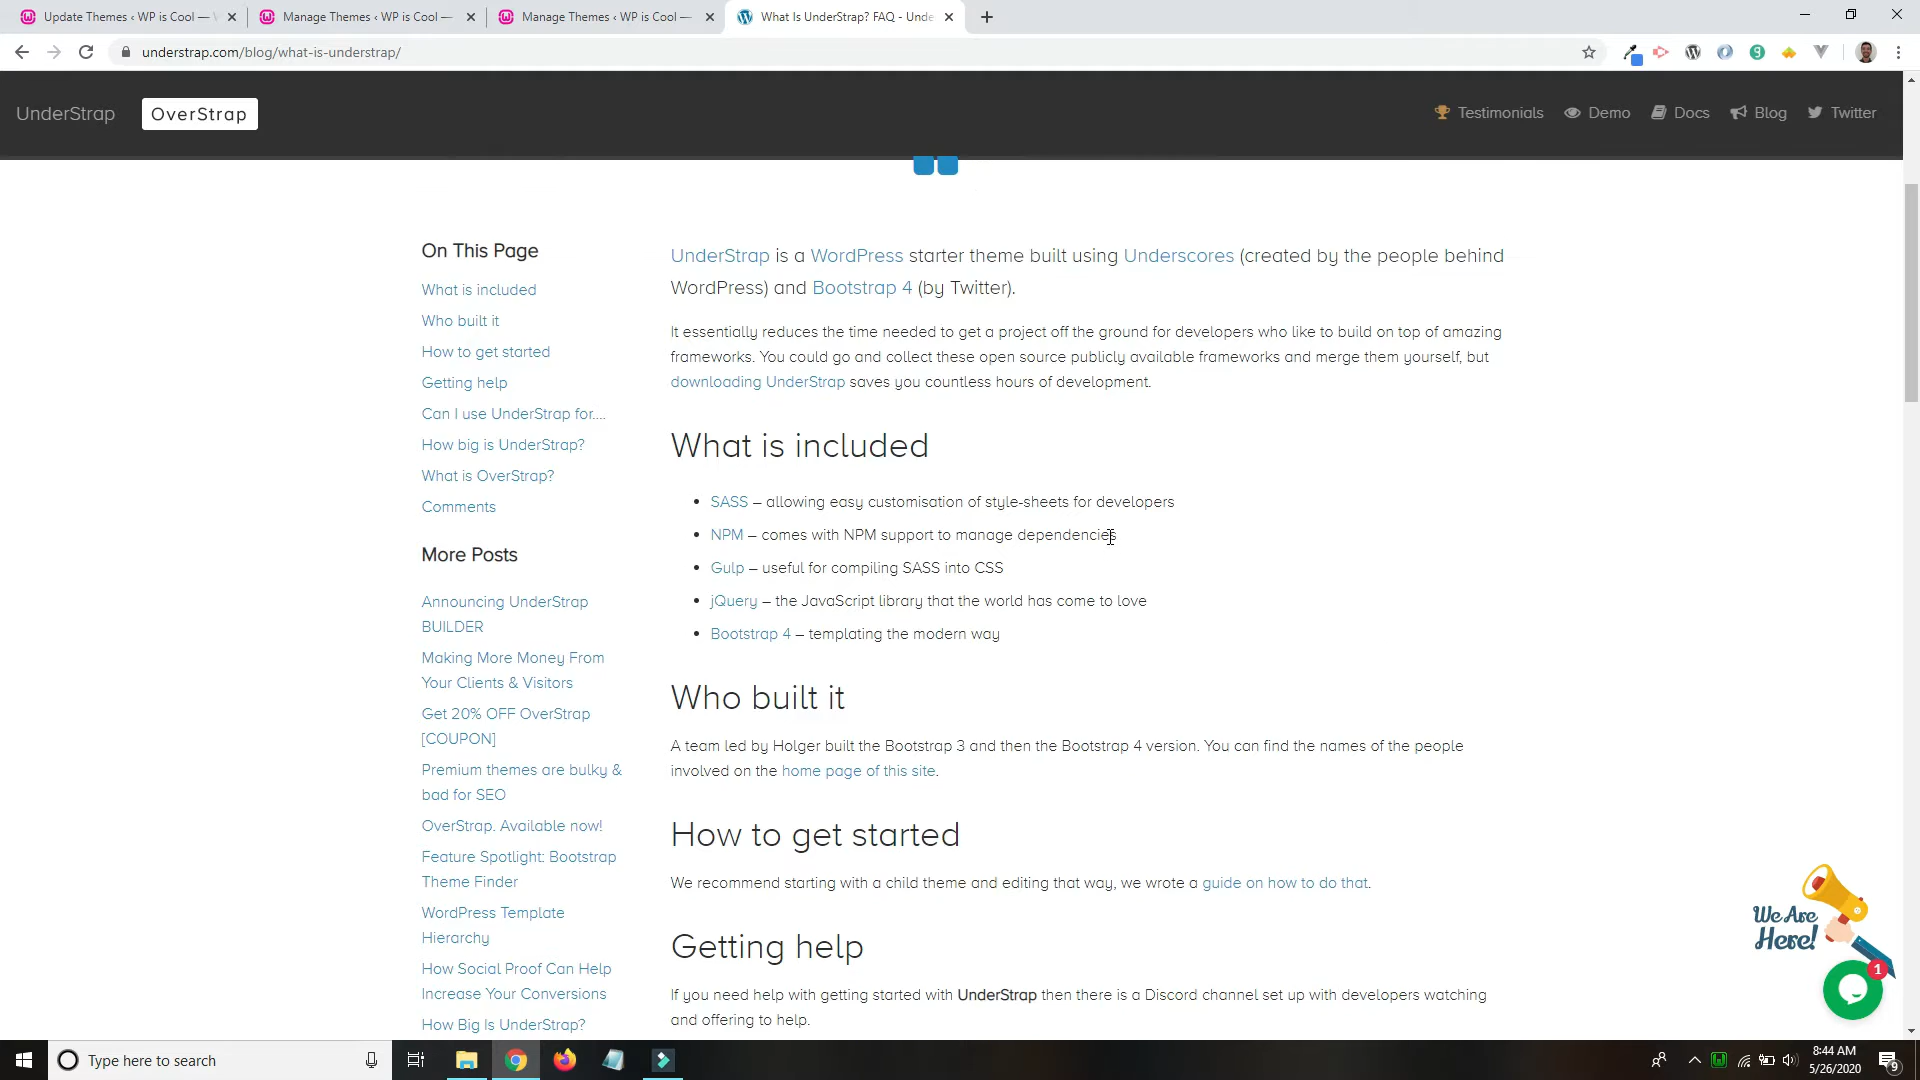 Update Themes ‹ WP is Cool —
Manage Themes ‹ WP is Cool —
Manage Themes ‹ WP is Cool —
What Is UnderStrap? FAQ - Unde
understrap.com/blog/what-is-understrap/
UnderStrap
OverStrap
Testimonials
Demo
Docs
Blog
Twitter
On This Page
What is included
Who built it
How to get started
Getting help
Can I use UnderStrap for....
How big is UnderStrap?
What is OverStrap?
Comments
More Posts
Announcing UnderStrap
BUILDER
Making More Money From
Your Clients & Visitors
Get 20% OFF OverStrap
[COUPON]
Premium themes are bulky &
bad for SEO
OverStrap. Available now!
Feature Spotlight: Bootstrap
Theme Finder
WordPress Template
Hierarchy
How Social Proof Can Help
Increase Your Conversions
How Big Is UnderStrap?
UnderStrap is a WordPress starter theme built using Underscores (created by the people behind
WordPress) and Bootstrap 4 (by Twitter).
It essentially reduces the time needed to get a project off the ground for developers who like to build on top of amazing
frameworks. You could go and collect these open source publicly available frameworks and merge them yourself, but
downloading UnderStrap saves you countless hours of development.
What is included
• SASS – allowing easy customisation of style-sheets for developers
• NPM – comes with NPM support to manage dependencies
• Gulp – useful for compiling SASS into CSS
• jQuery – the JavaScript library that the world has come to love
• Bootstrap 4 – templating the modern way
Who built it
A team led by Holger built the Bootstrap 3 and then the Bootstrap 4 version. You can find the names of the people
involved on the home page of this site.
How to get started
We recommend starting with a child theme and editing that way, we wrote a guide on how to do that.
Getting help
If you need help with getting started with UnderStrap then there is a Discord channel set up with developers watching
and offering to help.
We Are
Here!
1
Type here to search
8:44 AM
5/26/2020
9